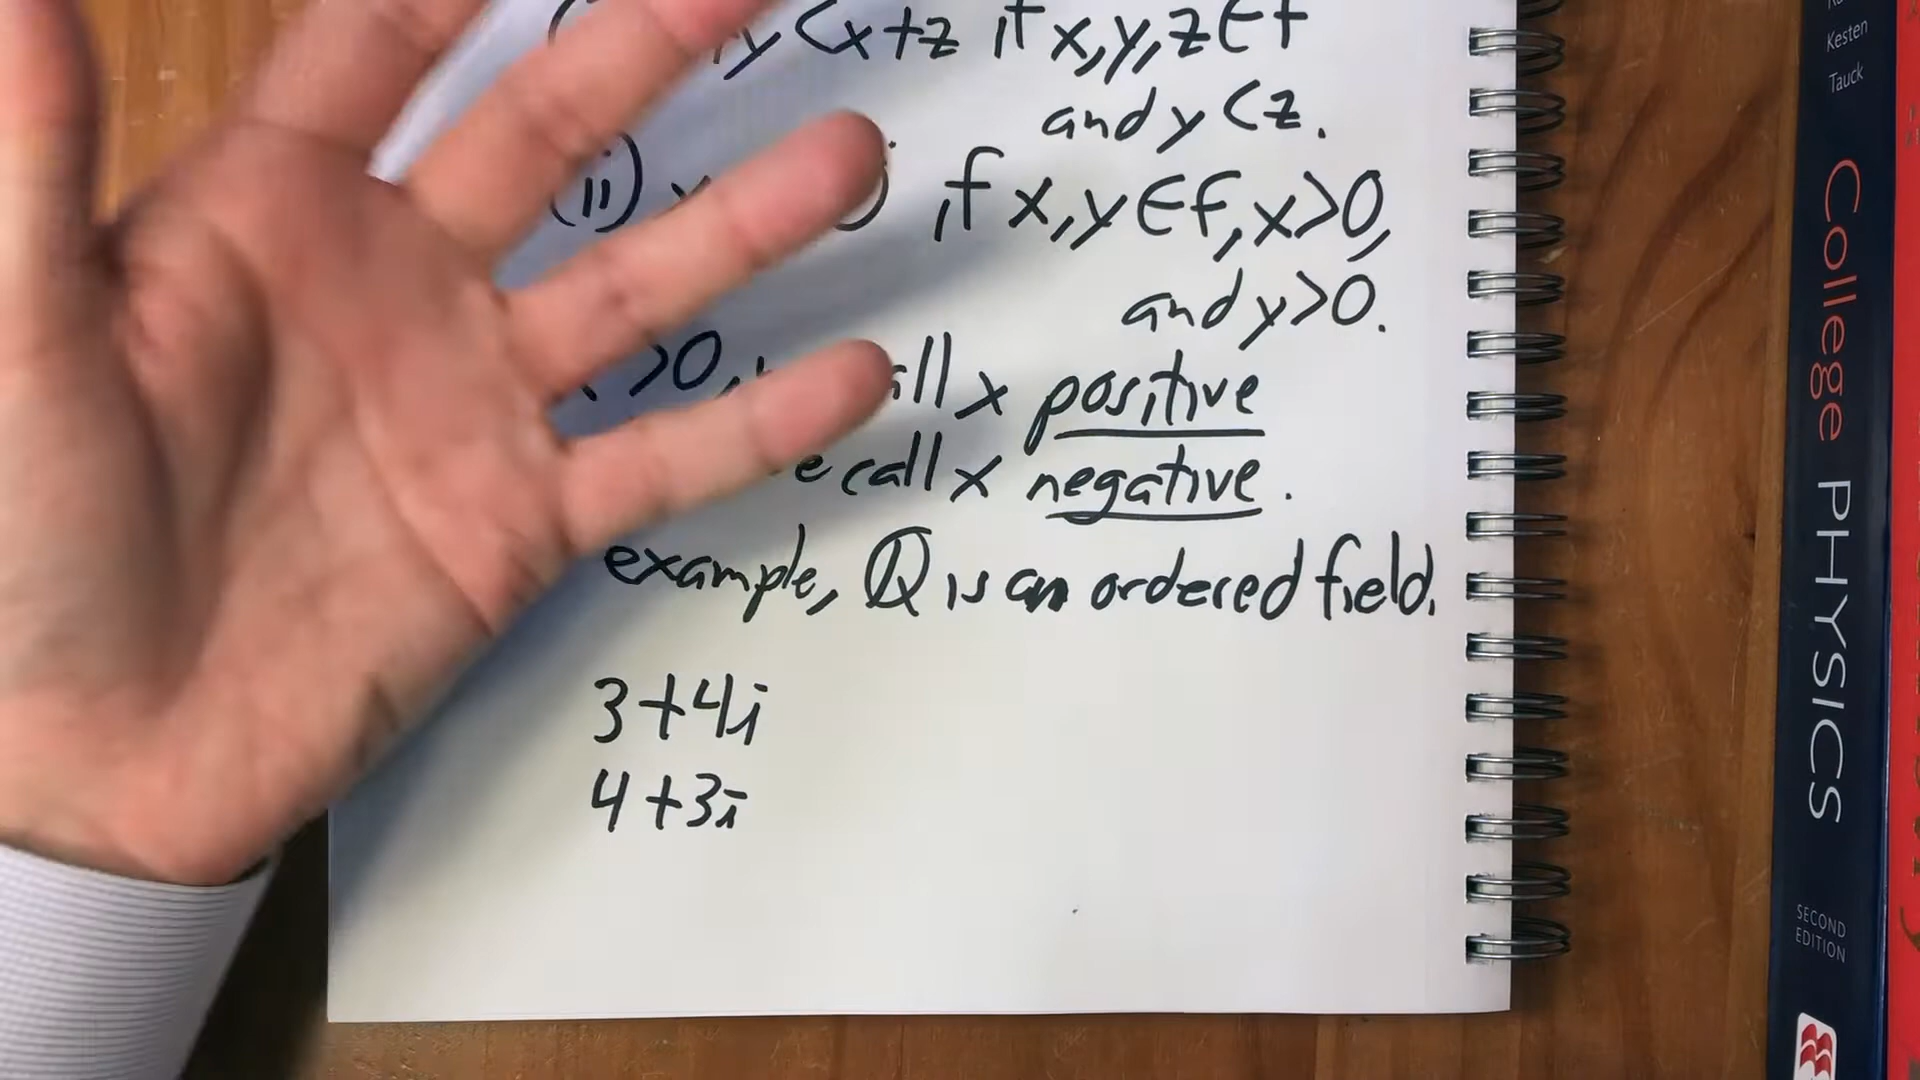 y<x+z if x,y,z∈F
and y<z.
(ii) if x,y∈F, x>0,
and y>0.
>0, call x positive
call x negative.
example, Q is an ordered field.
3+4i
4+3i
Kesten
Tauck
College PHYSICS
SECOND
EDITION